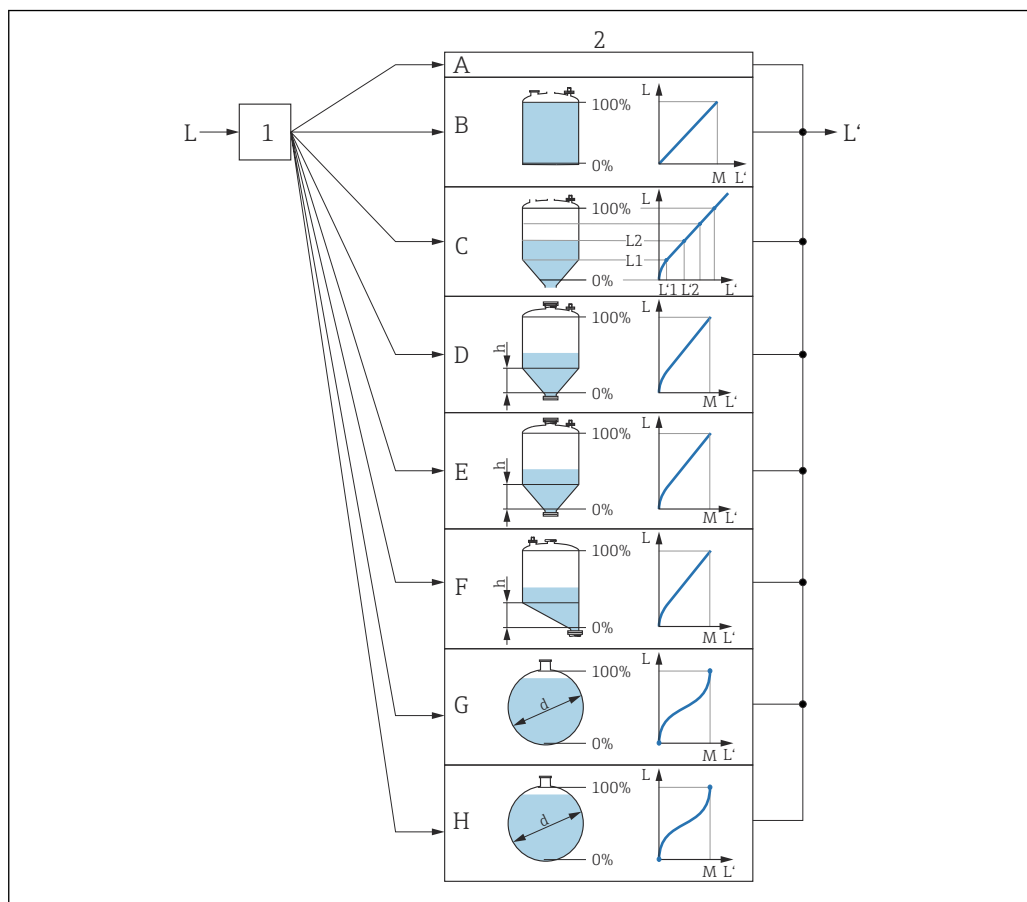 2
A
L 1 B 100% 0% L M L‘ L‘
C 100% L2 L1 0% L L‘1 L‘2 L‘
D h 100% 0% L M L‘
E h 100% 0% L M L‘
F h 100% 0% L M L‘
G d 100% 0% L M L‘
H d 100% 0% L M L‘